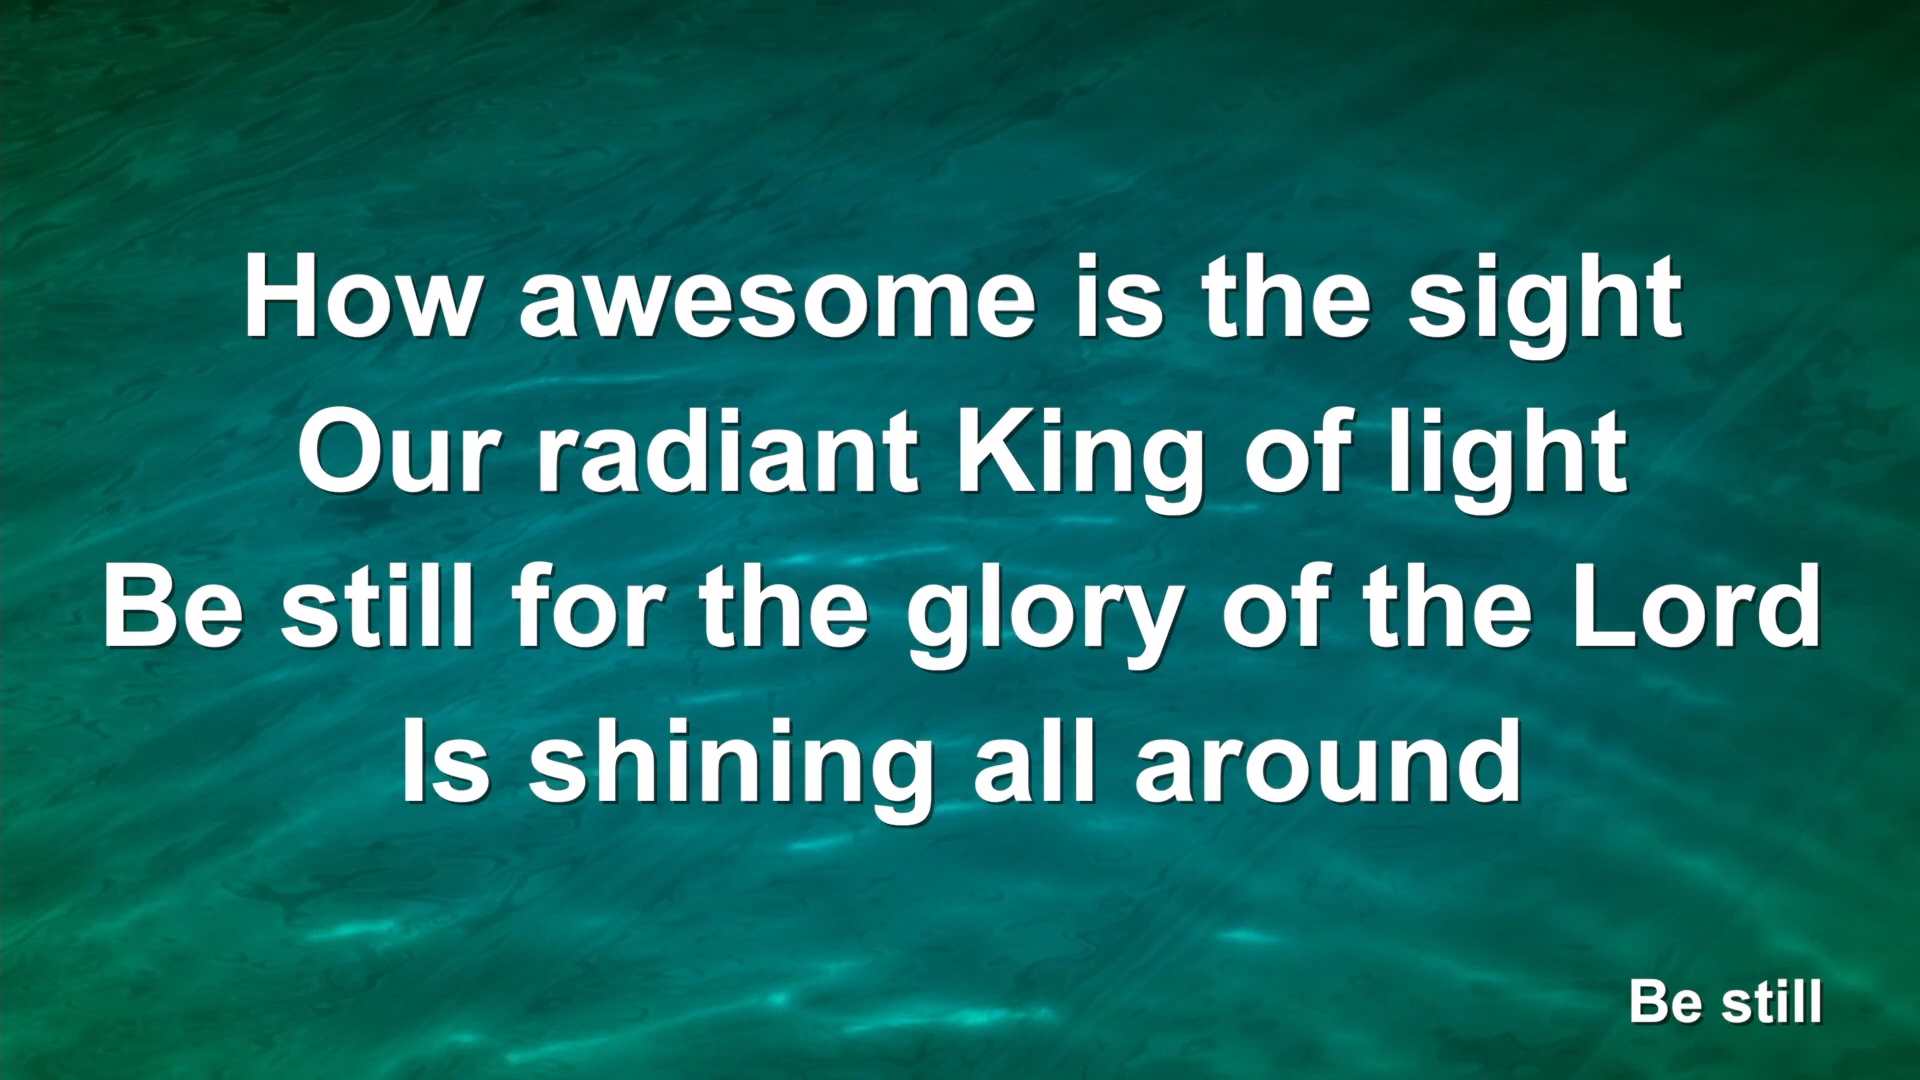 How awesome is the sight
Our radiant King of light
Be still for the glory of the Lord
Is shining all around
Be still